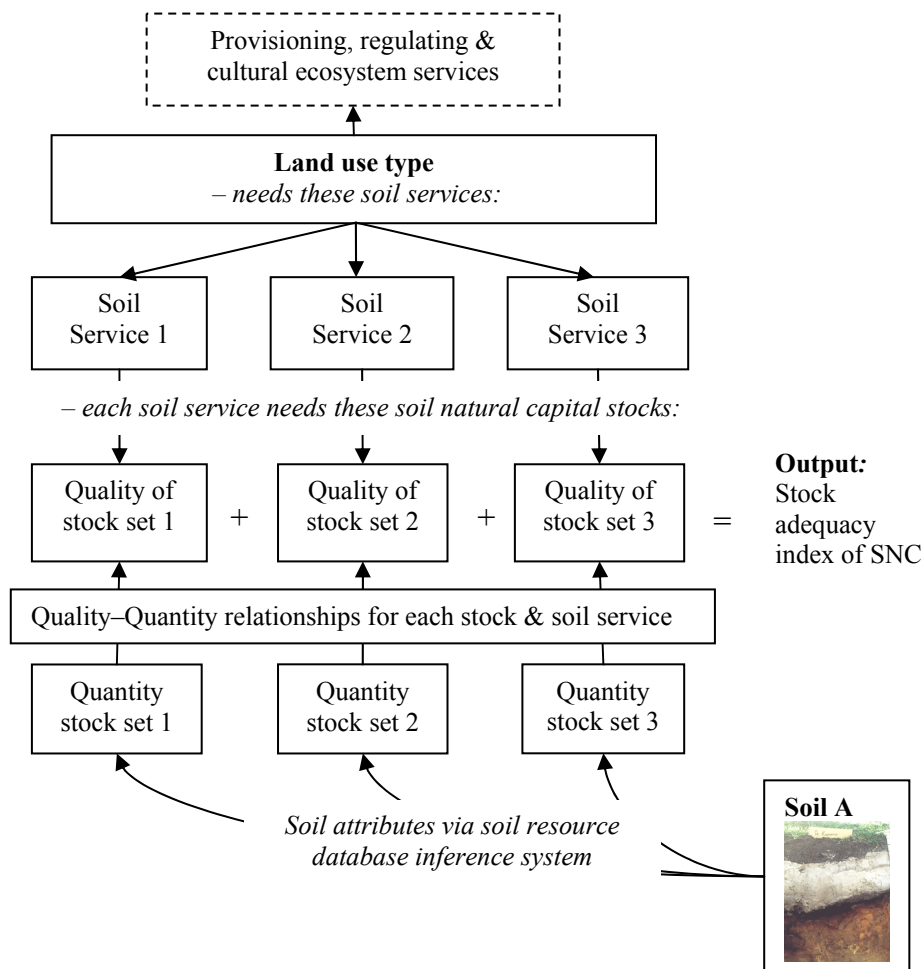 Provisioning, regulating &
cultural ecosystem services
Land use type
– needs these soil services:
Soil
Service 1
Soil
Service 2
Soil
Service 3
– each soil service needs these soil natural capital stocks:
Quality of
stock set 1
+
Quality of
stock set 2
+
Quality of
stock set 3
=
Output:
Stock
adequacy
index of SNC
Quality–Quantity relationships for each stock & soil service
Quantity
stock set 1
Quantity
stock set 2
Quantity
stock set 3
Soil attributes via soil resource
database inference system
Soil A